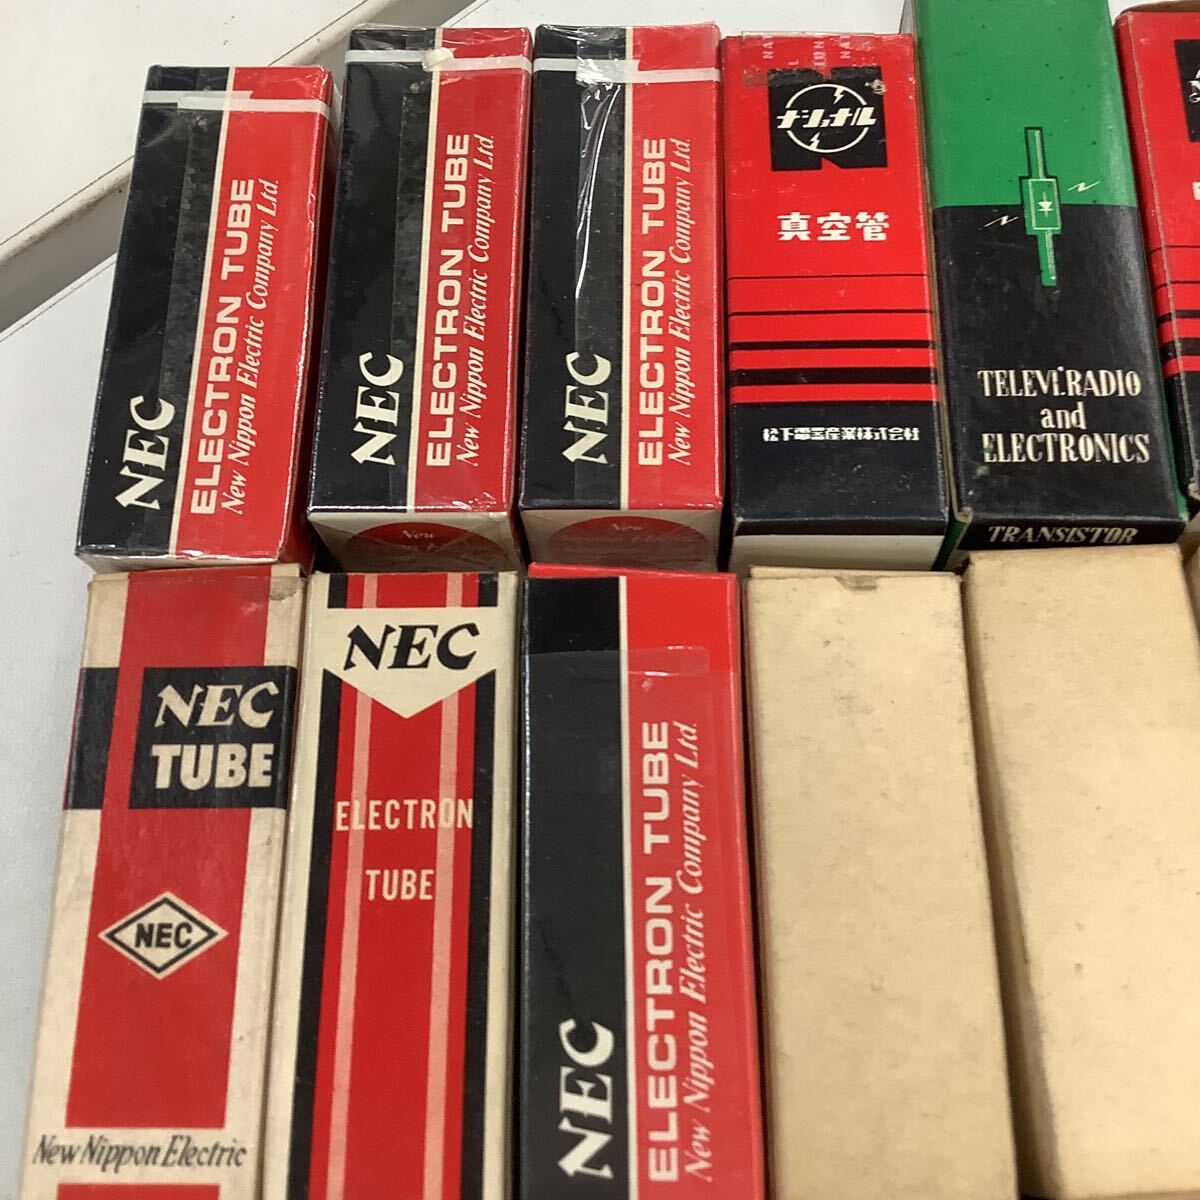 NEC
ELECTRON TUBE
New Nippon Electric Company Ltd.
NEC
ELECTRON TUBE
New Nippon Electric Company Ltd.
New
NEC
ELECTRON TUBE
New Nippon Electric Company Ltd.
New
ナショナル
真空管
松下電器産業株式会社
TELEVI.RADIO
and
ELECTRONICS
TRANSISTOR
NEC
TUBE
NEC
New Nippon Electric
NEC
ELECTRON
TUBE
NEC
ELECTRON TUBE
New Nippon Electric Company Ltd.